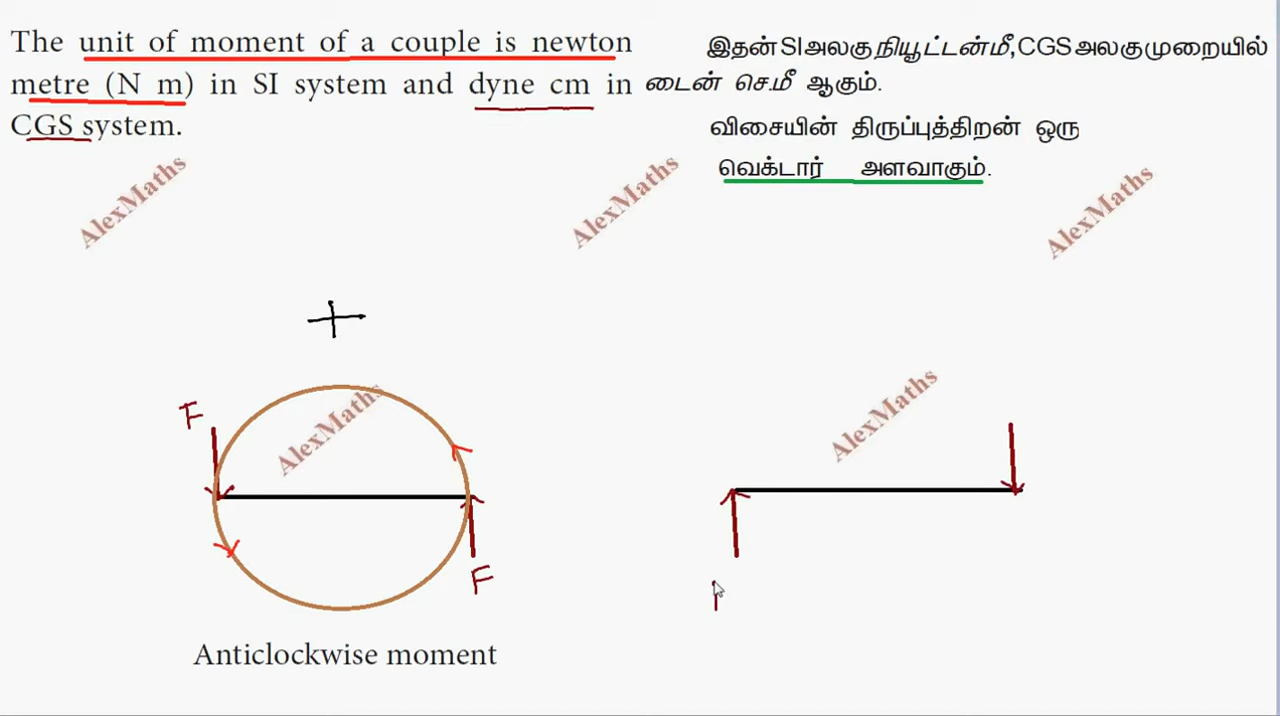 The unit of moment of a couple is newton
metre (N m) in SI system and dyne cm in
CGS system.
இதன் SI அலகு நியூட்டன்மீ, CGS அலகு முறையில்
டைன் செ.மீ ஆகும்.
விசையின் திருப்புத்திறன் ஒரு
வெக்டார் அளவாகும்.
AlexMaths
AlexMaths
AlexMaths
+
F
AlexMaths
AlexMaths
F
Anticlockwise moment